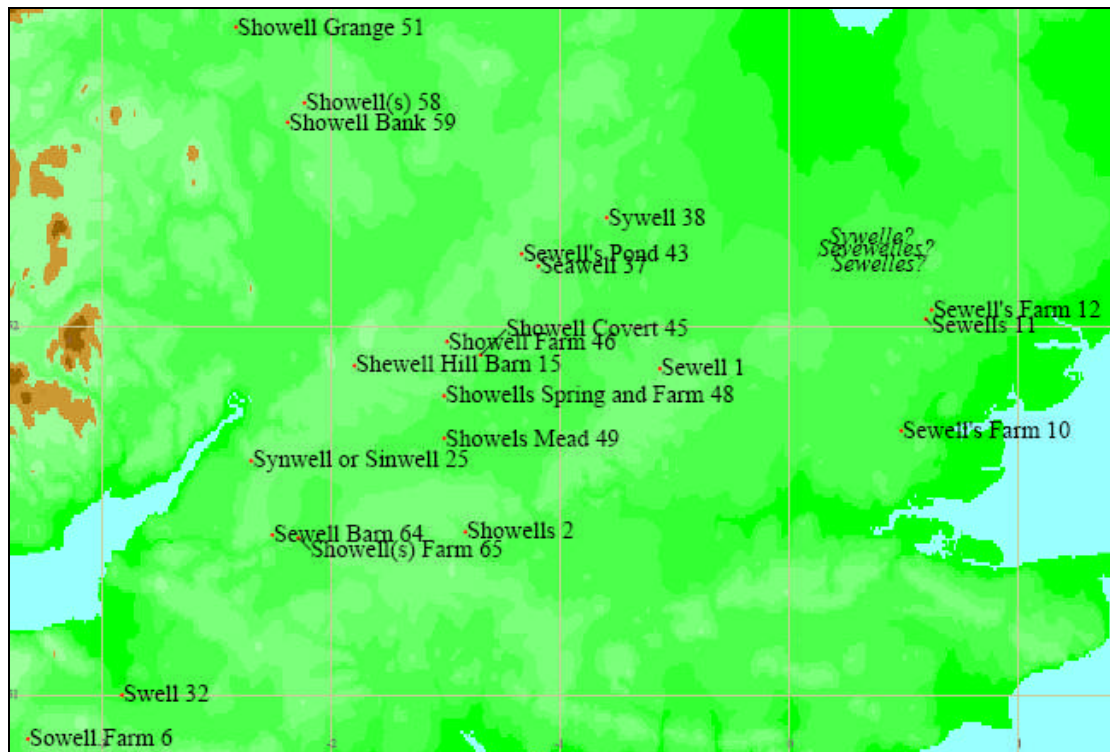 Showell Grange 51
Showell(s) 58
Showell Bank 59
Sywell 38
Sywelle?
Sewell's Pond 43
Seyewelles?
Seawell 37
Sewelles?
Sewell's Farm 12
Sewells 11
Showell Covert 45
Showell Farm 46
Shewell Hill Barn 15
Sewell 1
Showells Spring and Farm 48
Sewell's Farm 10
Showels Mead 49
Synwell or Sinwell 25
Sewell Barn 64
Showells 2
Showell(s) Farm 65
Swell 32
Sowell Farm 6